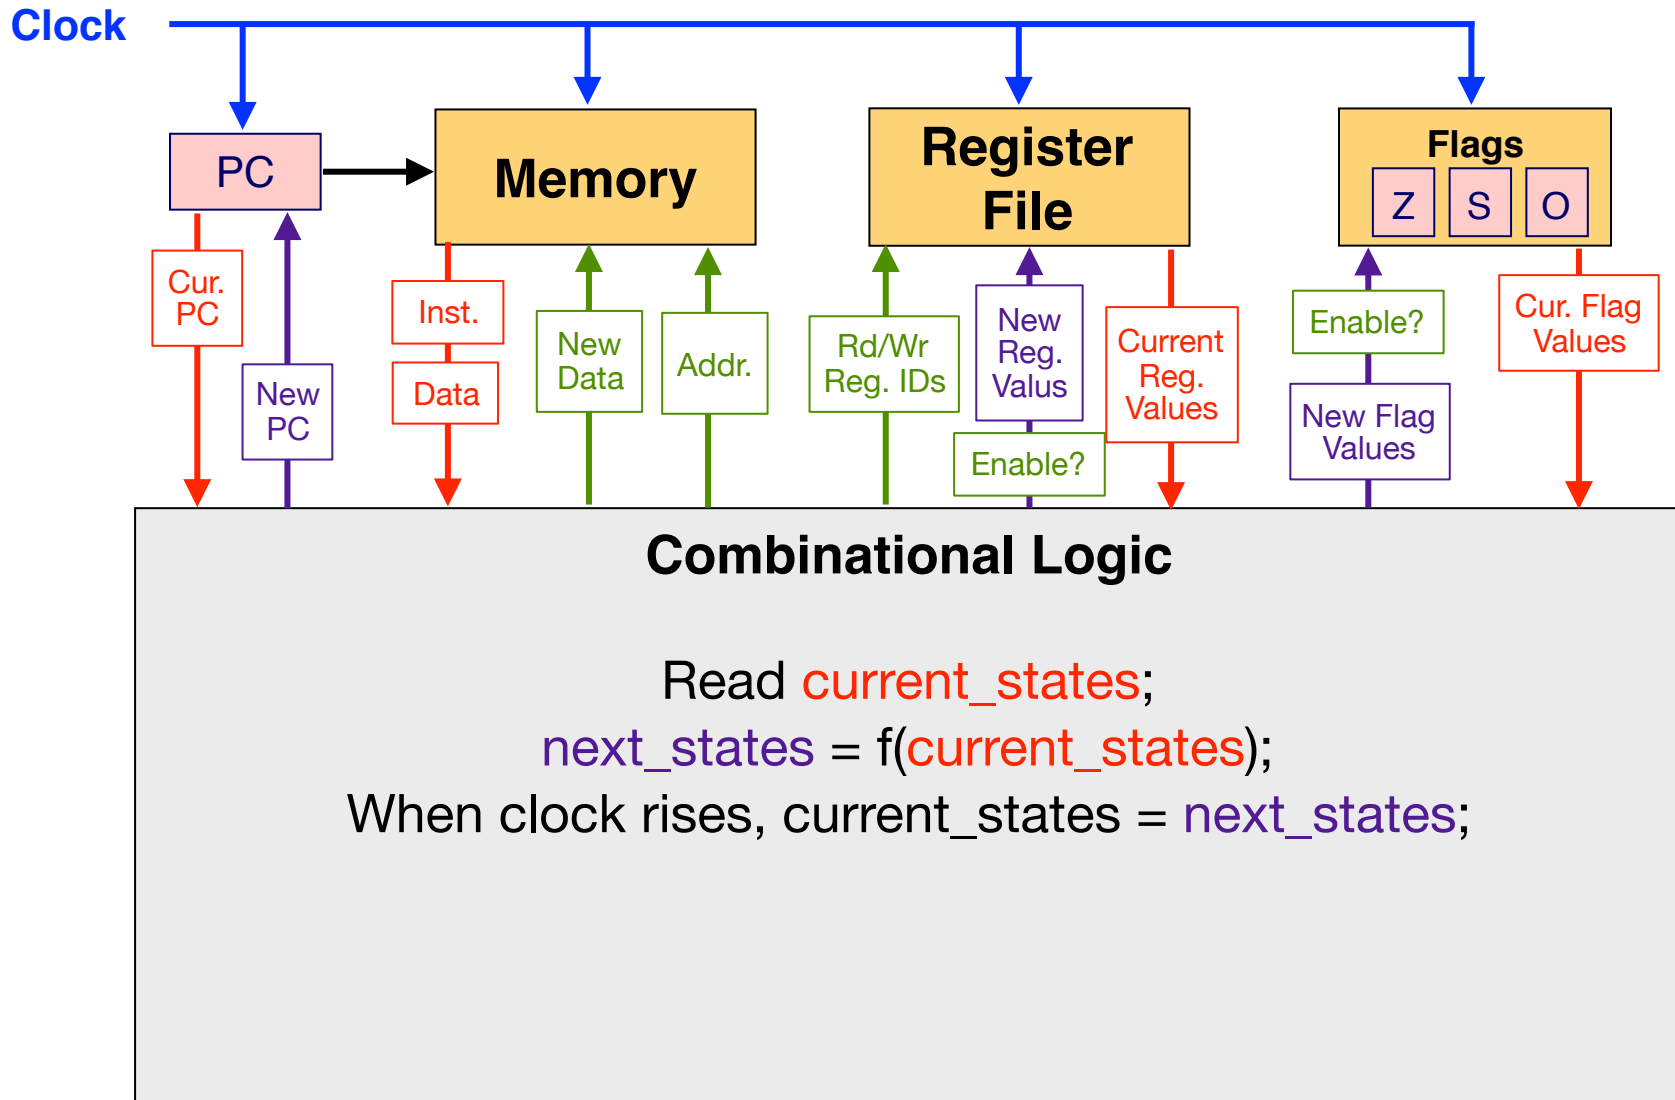 Clock
PC
Memory
Register
File
Flags
Z S O
Cur.
PC
New
PC
Inst.
Data
New
Data
Addr.
Rd/Wr
Reg. IDs
New
Reg.
Valus
Enable?
Current
Reg.
Values
Enable?
New Flag
Values
Cur. Flag
Values
Combinational Logic
Read current_states;
next_states = f(current_states);
When clock rises, current_states = next_states;